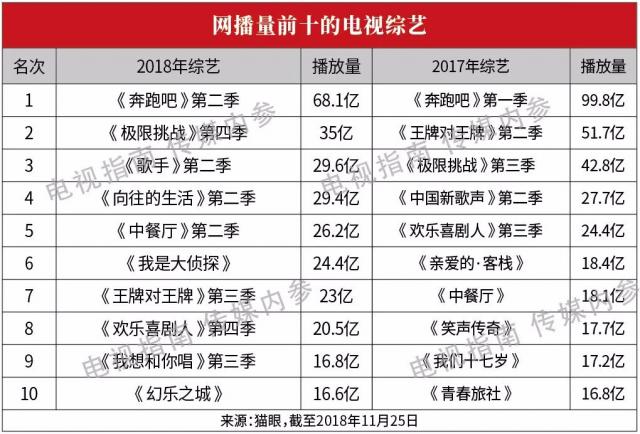 网播量前十的电视综艺
名次 2018年综艺 播放量 2017年综艺 播放量
1 《奔跑吧》第二季 68.1亿 《奔跑吧》第一季 99.8亿
2 《极限挑战》第四季 35亿 《王牌对王牌》第二季 51.7亿
3 《歌手》第二季 29.6亿 《极限挑战》第三季 42.8亿
4 《向往的生活》第二季 29.4亿 《中国新歌声》第二季 27.7亿
5 《中餐厅》第二季 26.2亿 《欢乐喜剧人》第三季 24.4亿
6 《我是大侦探》 24.4亿 《亲爱的·客栈》 18.4亿
7 《王牌对王牌》第三季 23亿 《中餐厅》 18.1亿
8 《欢乐喜剧人》第四季 20.5亿 《笑声传奇》 17.7亿
9 《我想和你唱》第三季 16.8亿 《我们十七岁》 17.2亿
10 《幻乐之城》 16.6亿 《青春旅社》 16.8亿
来源:猫眼,截至2018年11月25日
电视指南 传媒内参
电视指南 传媒内参
电视指南 传媒内参
电视指南 传媒内参